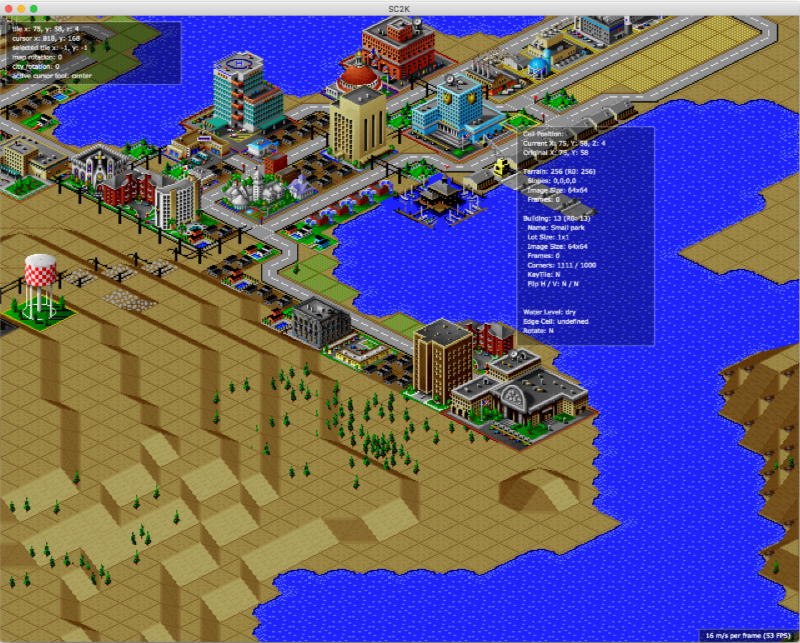 SC2K
tile x: 75, y: 58, z: 4
cursor x: 818, y: 168
selected tile x: -1, y: -1
map rotation: 0
city rotation: 0
active cursor tool: center
Cell Position:
Current X: 75, Y: 58, Z: 4
Original X: 75, Y: 58
Terrain: 256 (R0: 256)
Slopes: 0,0,0,0
Image Size: 64x64
Frames: 0
Building: 13 (R0: 13)
Name: Small park
Lot Size: 1x1
Image Size: 64x64
Frames: 0
Corners: 1111 / 1000
KeyTile: N
Flip H / V: N / N
Water Level: dry
Edge Cell: undefined
Rotate: N
16 m/s per frame (53 FPS)